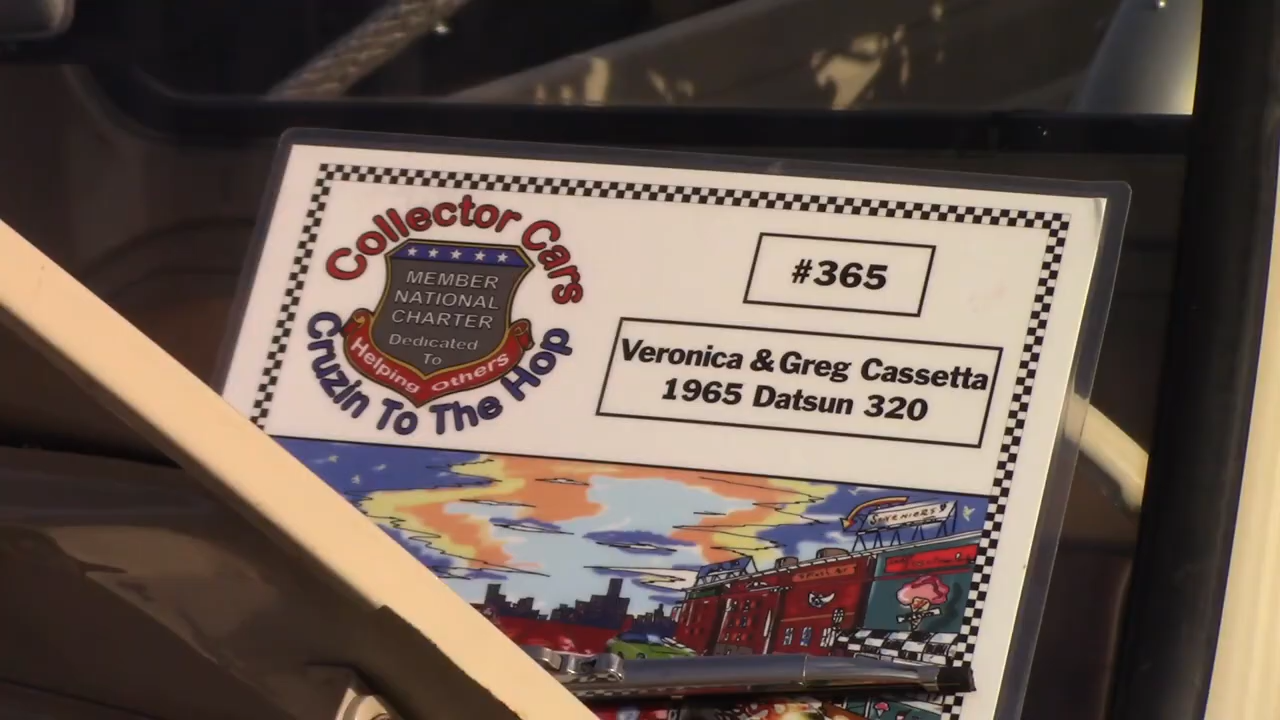 Collector Cars
MEMBER
NATIONAL
CHARTER
Dedicated
To
Helping Others
Cruzin To The Hop
#365
Veronica & Greg Cassetta
1965 Datsun 320